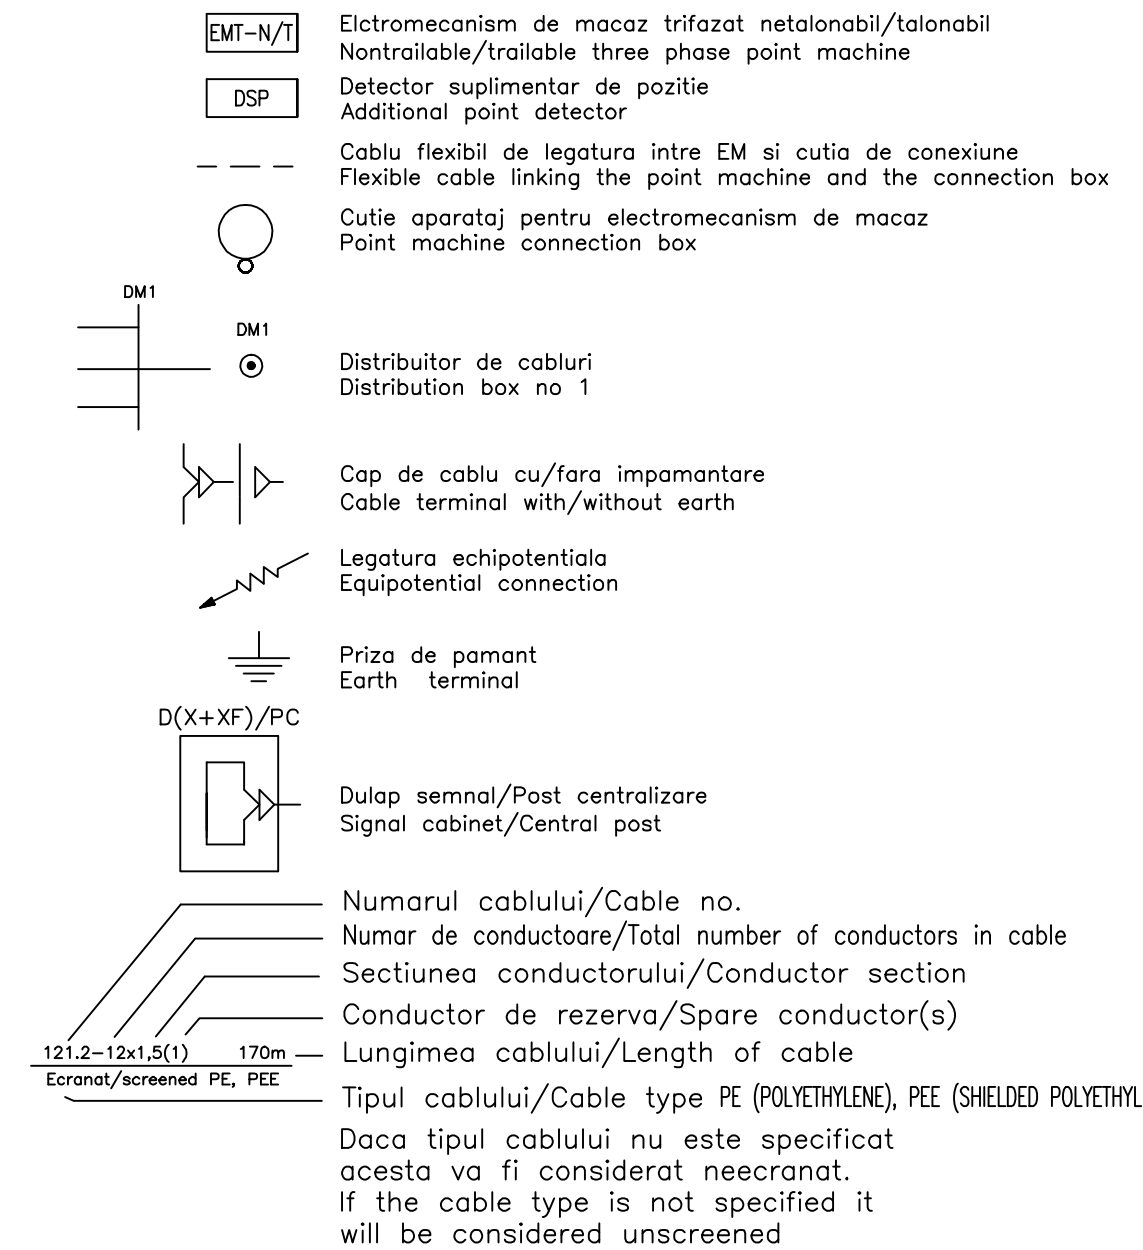 EMT-N/T
Elctromecanism de macaz trifazat netalonabil/talonabil
Nontrailable/trailable three phase point machine
DSP
Detector suplimentar de pozitie
Additional point detector
Cablu flexibil de legatura intre EM si cutia de conexiune
Flexible cable linking the point machine and the connection box
Cutie aparataj pentru electromecanism de macaz
Point machine connection box
DM1
DM1
Distribuitor de cabluri
Distribution box no 1
Cap de cablu cu/fara impamantare
Cable terminal with/without earth
Legatura echipotentiala
Equipotential connection
Priza de pamant
Earth terminal
D(X+XF)/PC
Dulap semnal/Post centralizare
Signal cabinet/Central post
Numarul cablului/Cable no.
Numar de conductoare/Total number of conductors in cable
Sectiunea conductorului/Conductor section
Conductor de rezerva/Spare conductor(s)
121.2-12x1,5(1) 170m
Lungimea cablului/Length of cable
Ecranat/screened PE, PEE
Tipul cablului/Cable type PE (POLYETHYLENE), PEE (SHIELDED POLYETHYL
Daca tipul cablului nu este specificat
acesta va fi considerat neecranat.
If the cable type is not specified it
will be considered unscreened